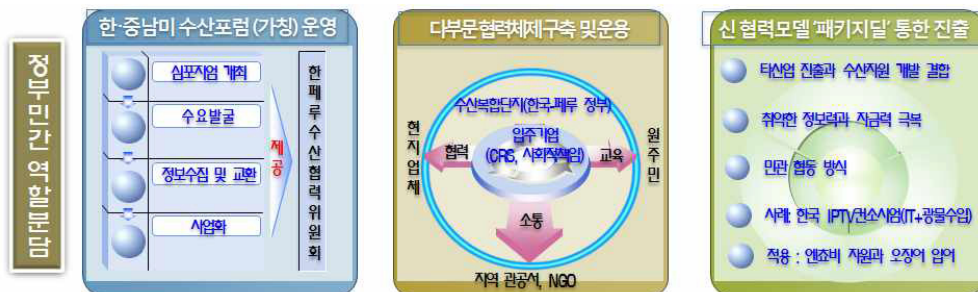 정부민간 역할분담
한·중남미 수산포럼(가칭) 운영
심포지엄 개최
수요발굴
정보수집 및 교환
사업화
제공
한페루수산협력위원회
다부문협력체제구축 및운용
수산복합단지(한국-페루 정부)
입주기업
(CRS, 사회적책임)
현지업체
협력
교육
원주민
소통
지역 관공서, NGO
신 협력모델 '패키지딜' 통한 진출
타산업 진출과 수산자원 개발 결합
취약한 정보력과 자금력 극복
민관 협동 방식
사례: 한국 IPTV컨소시엄(IT+광물수입)
적용 : 엔쵸비 지원과 오징어 입어